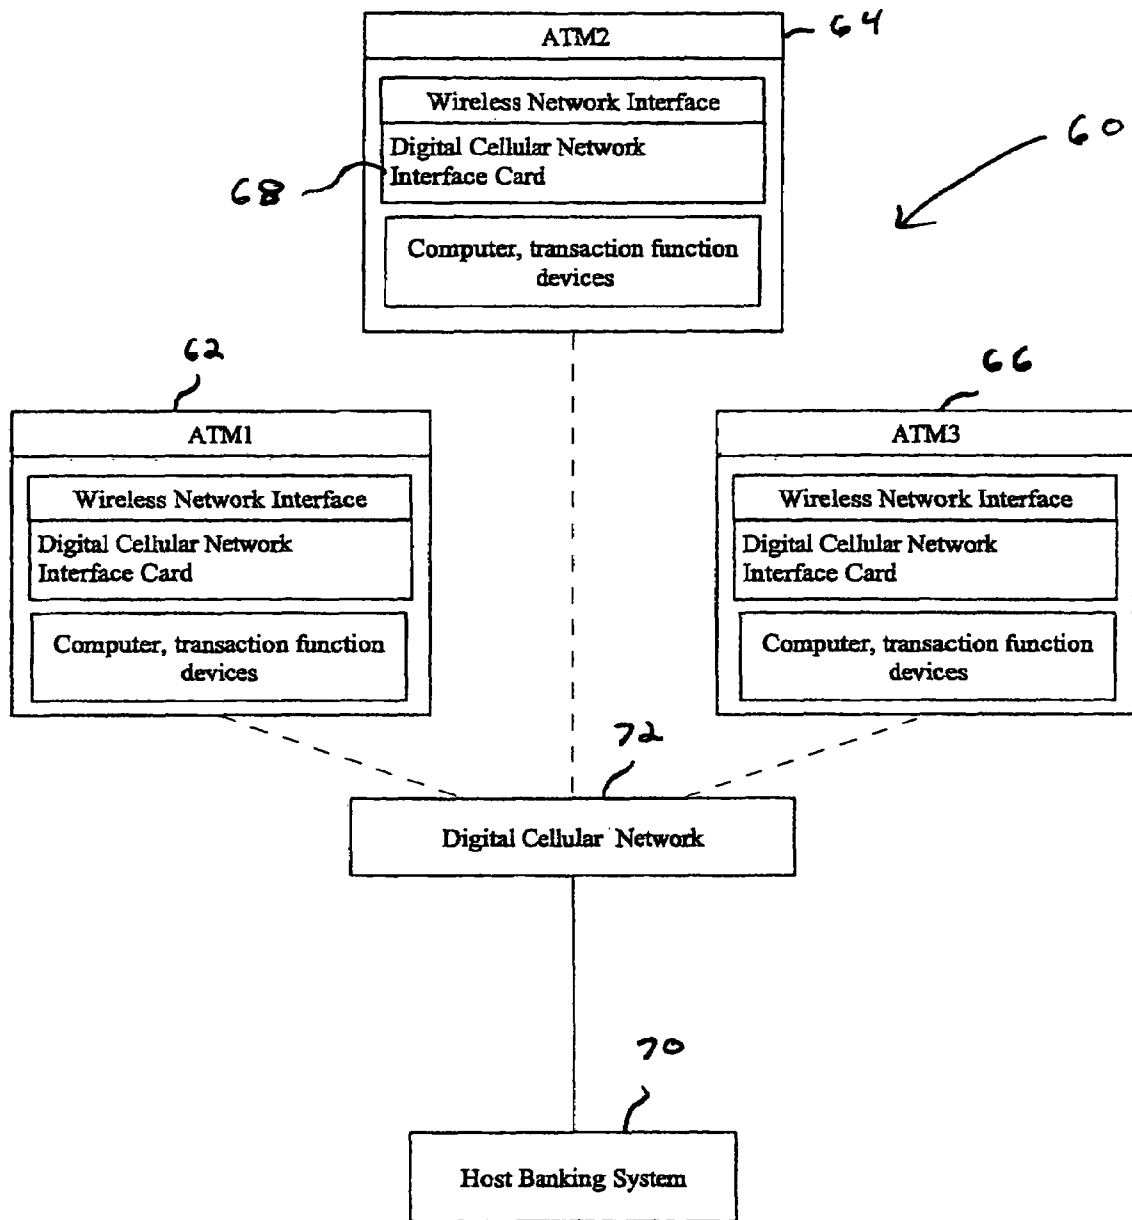 ATM2
64
Wireless Network Interface
Digital Cellular Network
Interface Card
68
60
Computer, transaction function
devices
62
ATM1
Wireless Network Interface
Digital Cellular Network
Interface Card
Computer, transaction function
devices
66
ATM3
Wireless Network Interface
Digital Cellular Network
Interface Card
Computer, transaction function
devices
72
Digital Cellular Network
70
Host Banking System